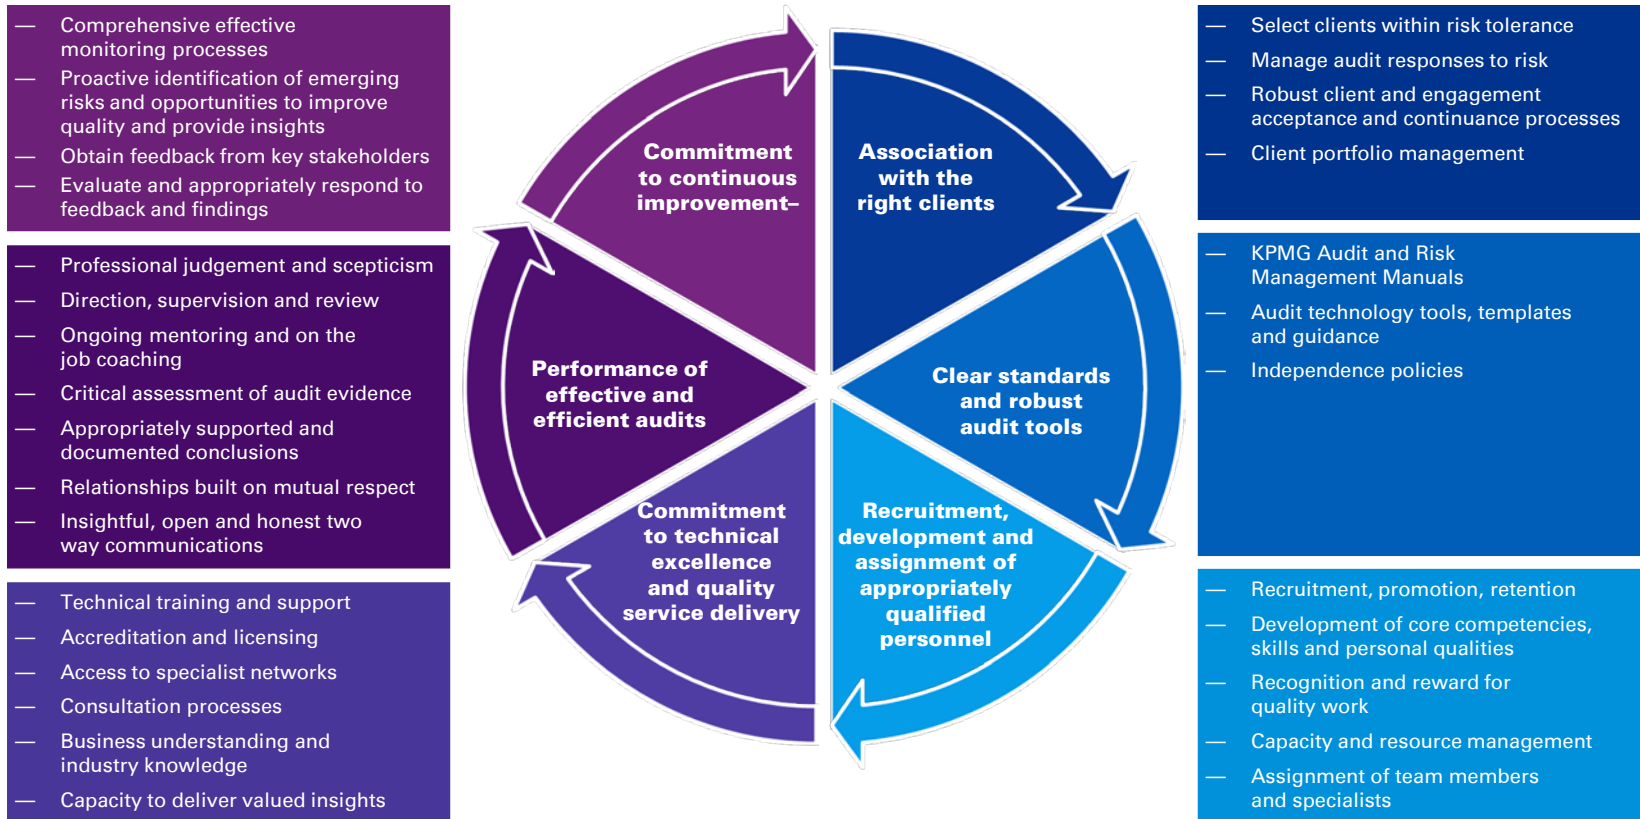 — Comprehensive effective
monitoring processes
— Proactive identification of emerging
risks and opportunities to improve
quality and provide insights
— Obtain feedback from key stakeholders
— Evaluate and appropriately respond to
feedback and findings
— Professional judgement and scepticism
— Direction, supervision and review
— Ongoing mentoring and on the
job coaching
— Critical assessment of audit evidence
— Appropriately supported and
documented conclusions
— Relationships built on mutual respect
— Insightful, open and honest two
way communications
— Technical training and support
— Accreditation and licensing
— Access to specialist networks
— Consultation processes
— Business understanding and
industry knowledge
— Capacity to deliver valued insights
Commitment
to continuous
improvement–
Association
with the
right clients
Performance of
effective and
efficient audits
Clear standards
and robust
audit tools
Commitment
to technical
excellence
and quality
service delivery
Recruitment,
development and
assignment of
appropriately
qualified
personnel
— Select clients within risk tolerance
— Manage audit responses to risk
— Robust client and engagement
acceptance and continuance processes
— Client portfolio management
— KPMG Audit and Risk
Management Manuals
— Audit technology tools, templates
and guidance
— Independence policies
— Recruitment, promotion, retention
— Development of core competencies,
skills and personal qualities
— Recognition and reward for
quality work
— Capacity and resource management
— Assignment of team members
and specialists